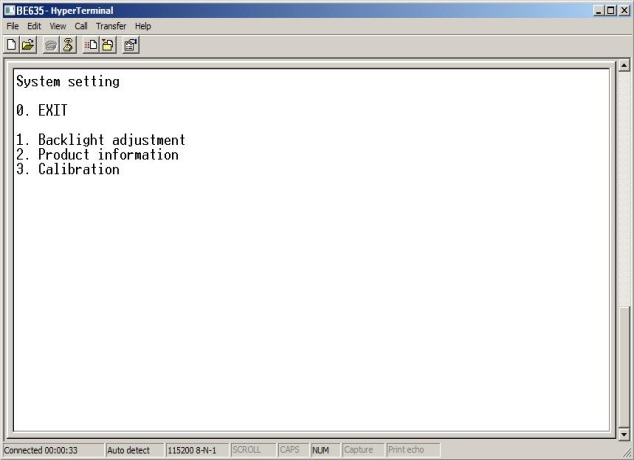 BE635 - HyperTerminal
File Edit View Call Transfer Help
System setting
0. EXIT
1. Backlight adjustment
2. Product information
3. Calibration
Connected 00:00:33 Auto detect 115200 8-N-1 SCROLL CAPS NUM Capture Print echo